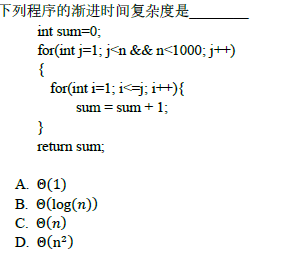 下列程序的渐进时间复杂度是________
int sum=0;
for(int j=1; j<n && n<1000; j++)
{
for(int i=1; i<=j; i++){
sum = sum + 1;
}
return sum;
A. Θ(1)
B. Θ(log(n))
C. Θ(n)
D. Θ(n²)